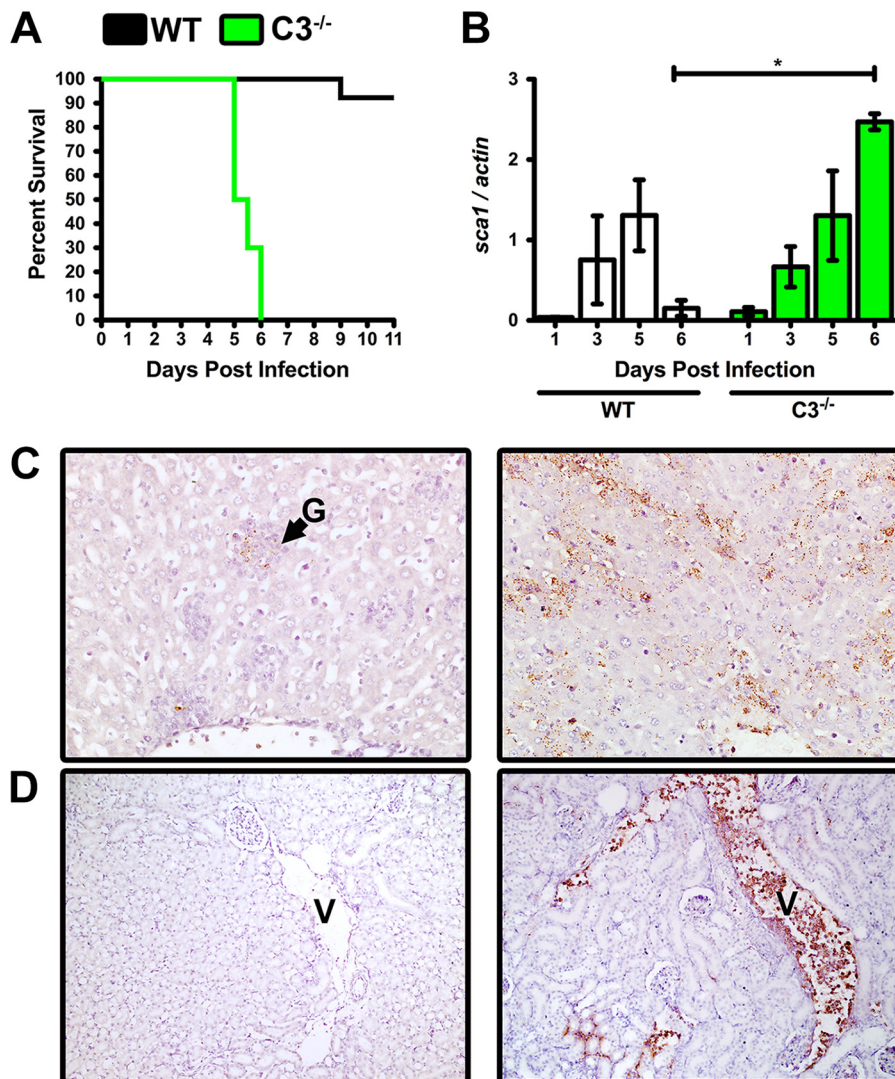 A WT C3-/-
100
90
80
70
60
50
40
30
20
10
0
Percent Survival
0 1 2 3 4 5 6 7 8 9 10 11
Days Post Infection
B
*
3
2
1
0
sca1 / actin
1 3 5 6 1 3 5 6
Days Post Infection
WT C3-/-
C
G
D
V V